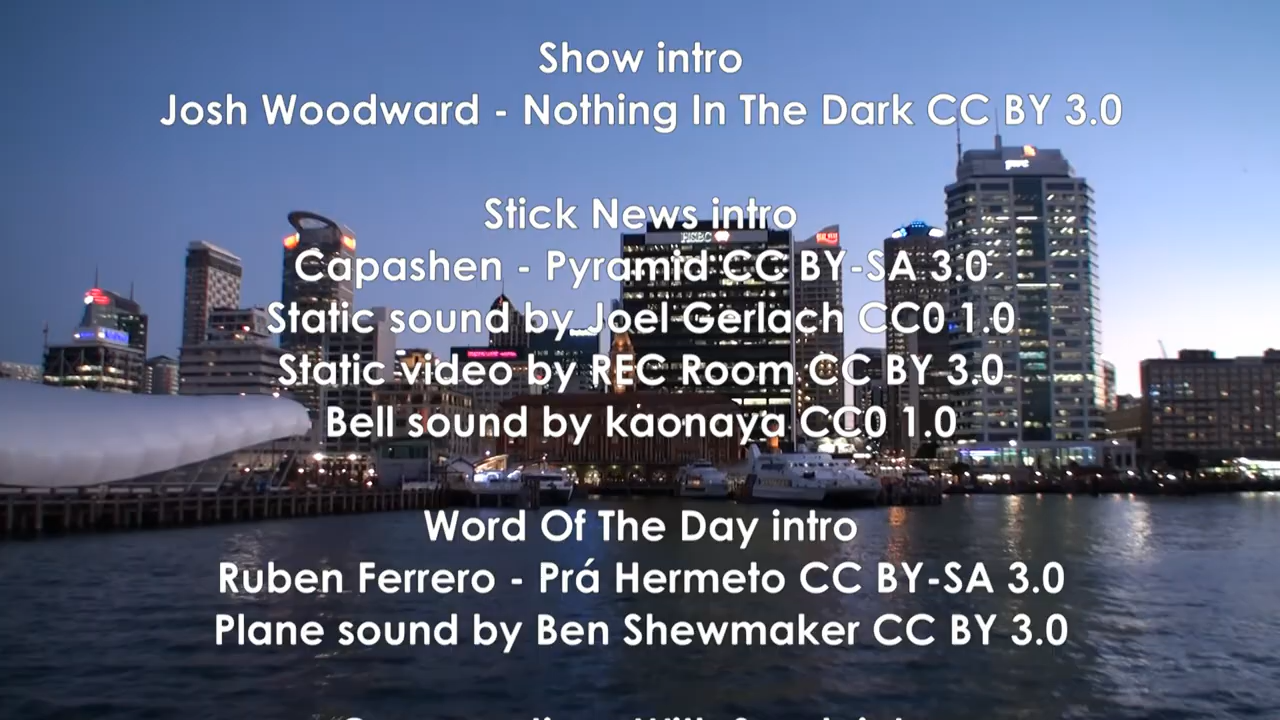 Show intro
Josh Woodward - Nothing In The Dark CC BY 3.0
Stick News intro
Capashen - Pyramid CC BY-SA 3.0
Static sound by Joel Gerlach CC0 1.0
Static video by REC Room CC BY 3.0
Bell sound by kaonaya CC0 1.0
Word Of The Day intro
Ruben Ferrero - Prá Hermeto CC BY-SA 3.0
Plane sound by Ben Shewmaker CC BY 3.0
HSBC
pwc